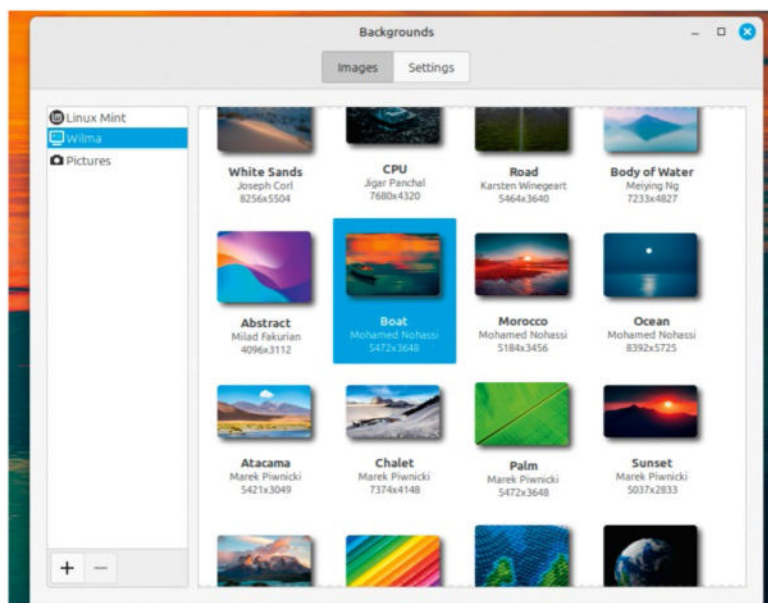 Backgrounds
Images Settings
Linux Mint
Wilma
Pictures
White Sands
Joseph Corl
8256x5504
CPU
Jigar Panchal
7680x4320
Road
Karsten Winegeart
5464x3640
Body of Water
Meiying Ng
7233x4827
Abstract
Milad Fakurian
4096x3112
Boat
Mohamed Nohassi
5472x3648
Morocco
Mohamed Nohassi
5184x3456
Ocean
Mohamed Nohassi
8392x5725
Atacama
Marek Piwnicki
5421x3049
Chalet
Marek Piwnicki
7374x4148
Palm
Marek Piwnicki
5472x3648
Sunset
Marek Piwnicki
5037x2833